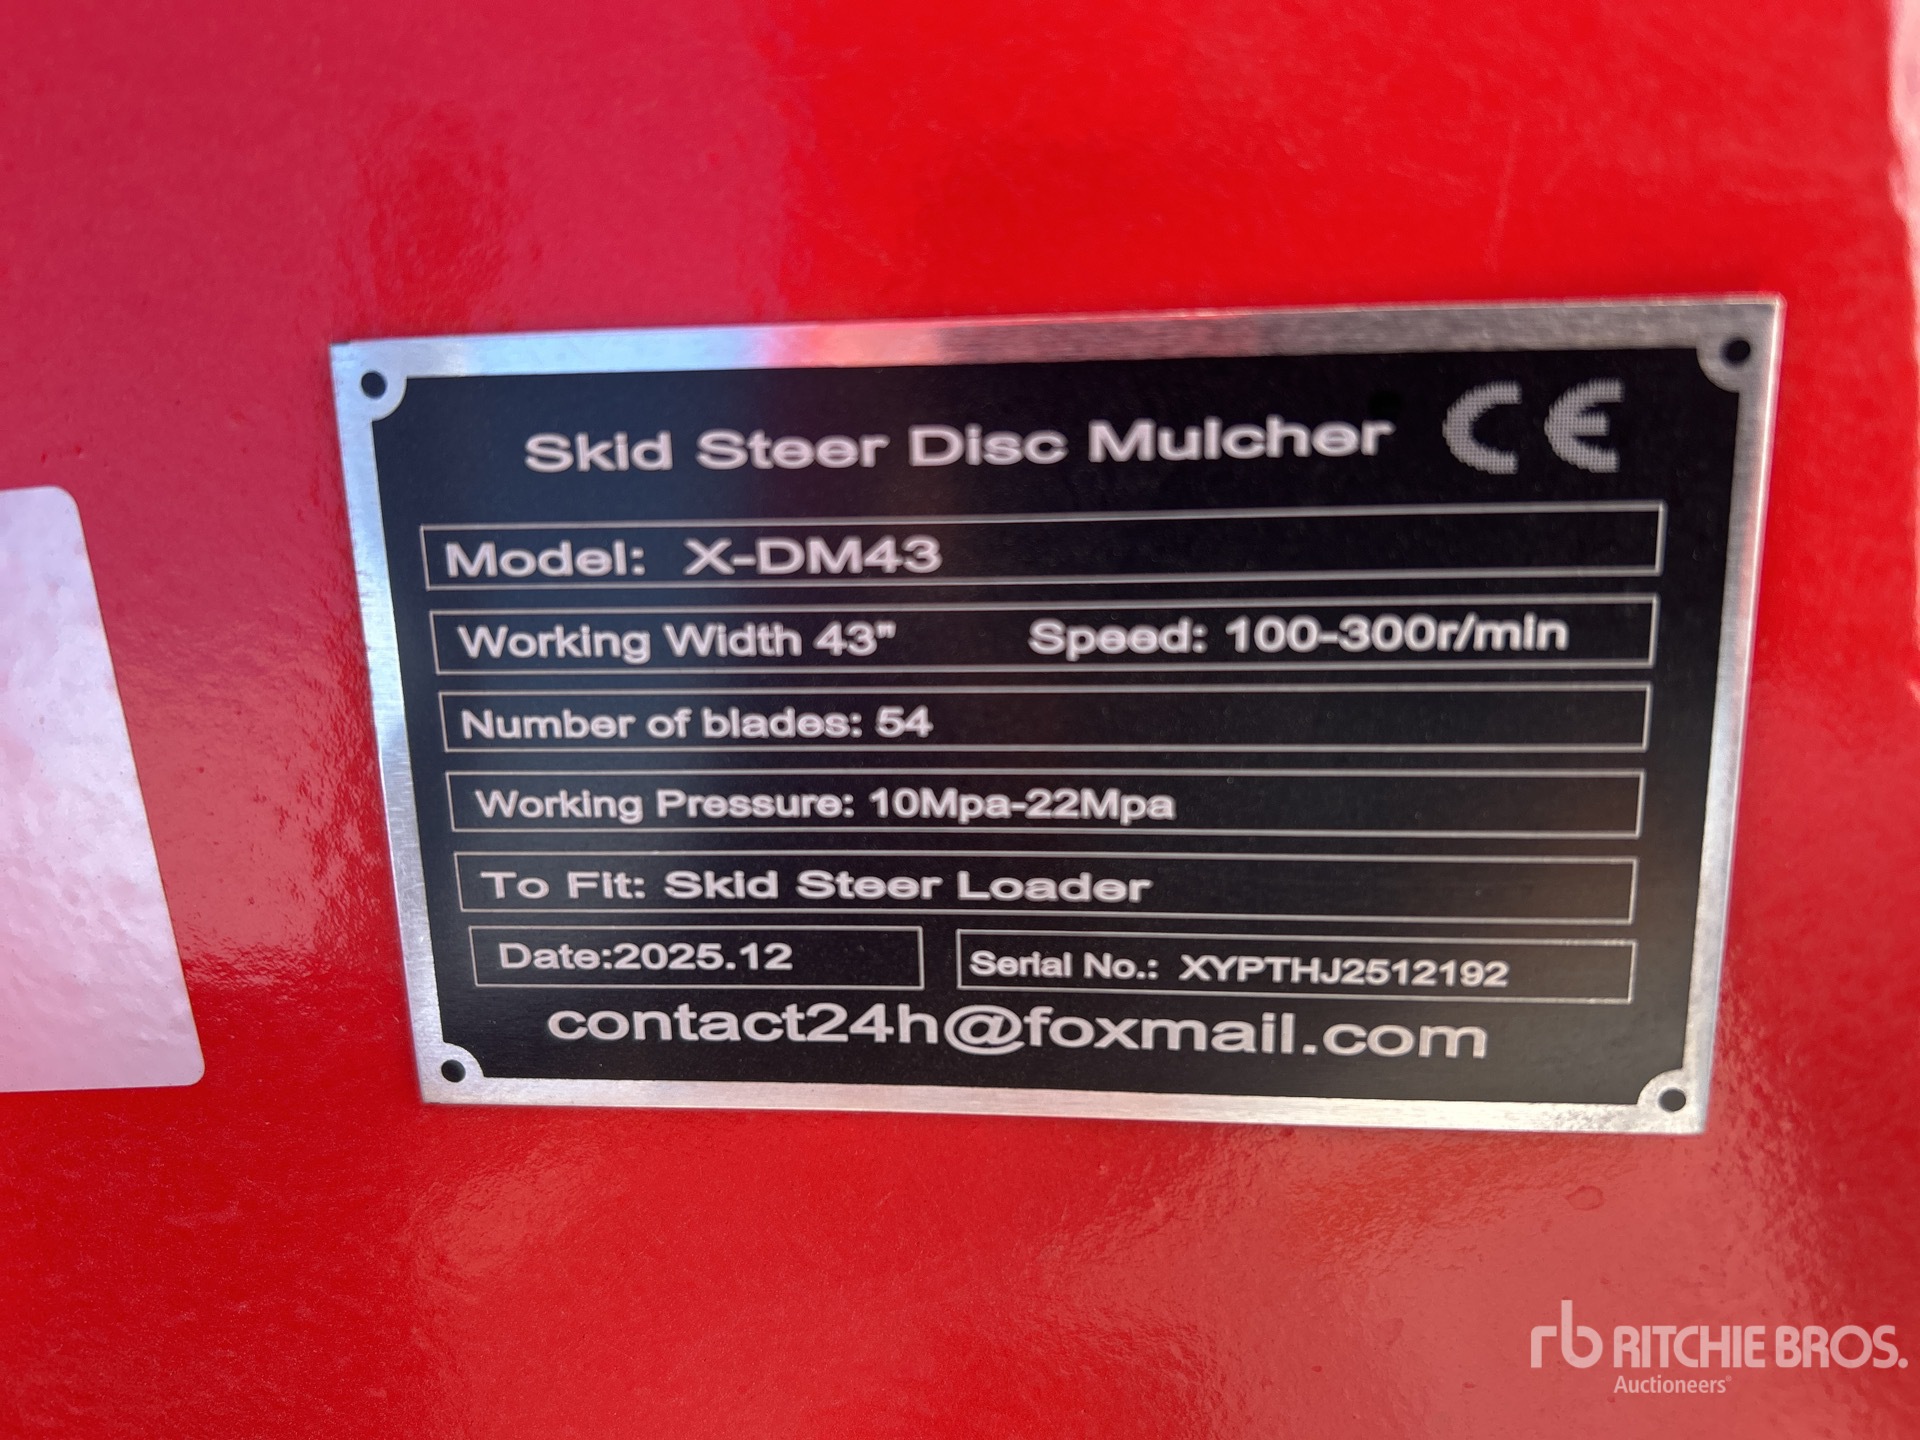 Skid Steer Disc Mulcher CE
Model: X-DM43
Working Width 43" Speed: 100-300r/min
Number of blades: 54
Working Pressure: 10Mpa-22Mpa
To Fit: Skid Steer Loader
Date:2025.12 Serial No.: XYPTHJ2512192
contact24h@foxmail.com
rb RITCHIE BROS.
Auctioneers